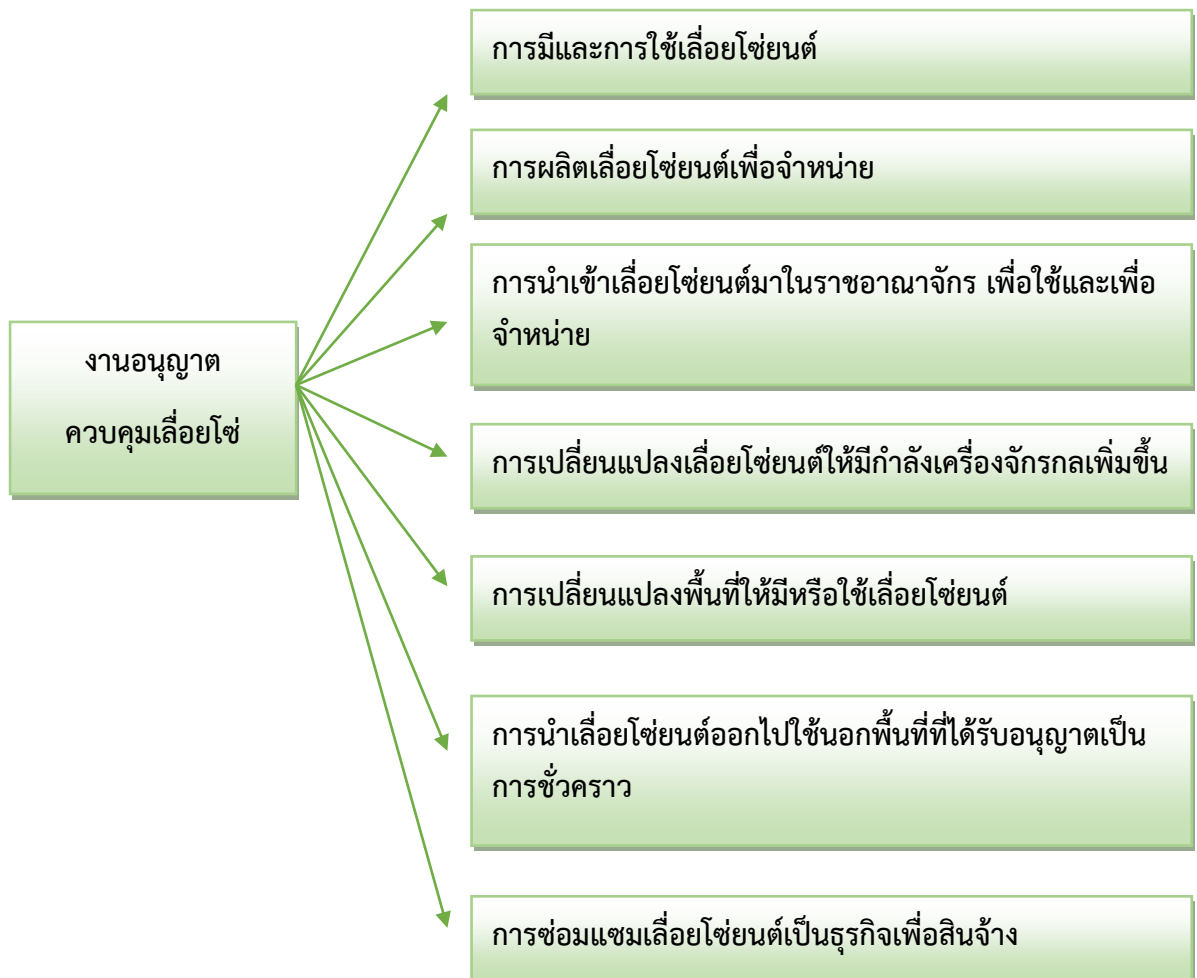 การมีและการใช้เลื่อยโซ่ยนต์
การผลิตเลื่อยโซ่ยนต์เพื่อจำหน่าย
การนำเข้าเลื่อยโซ่ยนต์มาในราชอาณาจักร เพื่อใช้และเพื่อ
จำหน่าย
งานอนุญาต
ควบคุมเลื่อยโซ่
การเปลี่ยนแปลงเลื่อยโซ่ยนต์ให้มีกำลังเครื่องจักรกลเพิ่มขึ้น
การเปลี่ยนแปลงพื้นที่ให้มีหรือใช้เลื่อยโซ่ยนต์
การนำเลื่อยโซ่ยนต์ออกไปใช้นอกพื้นที่ที่ได้รับอนุญาตเป็น
การชั่วคราว
การซ่อมแซมเลื่อยโซ่ยนต์เป็นธุรกิจเพื่อสินจ้าง